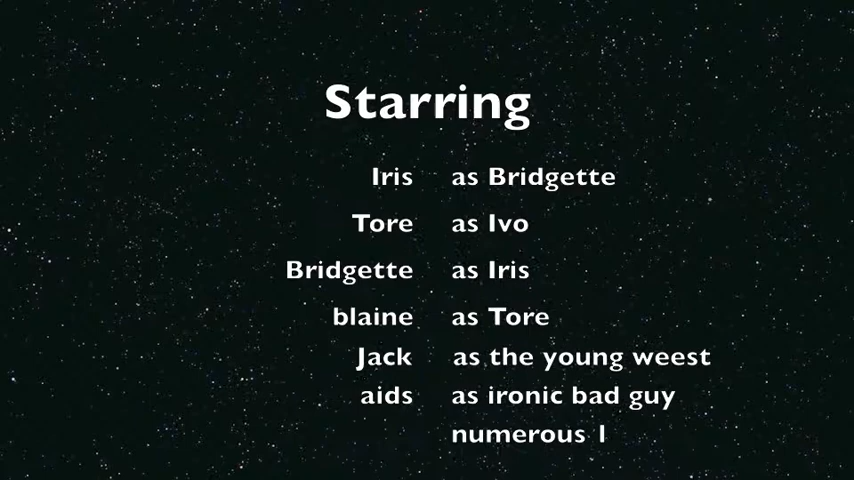 Starring
Iris as Bridgette
Tore as Ivo
Bridgette as Iris
blaine as Tore
Jack as the young weest
aids as ironic bad guy
numerous 1